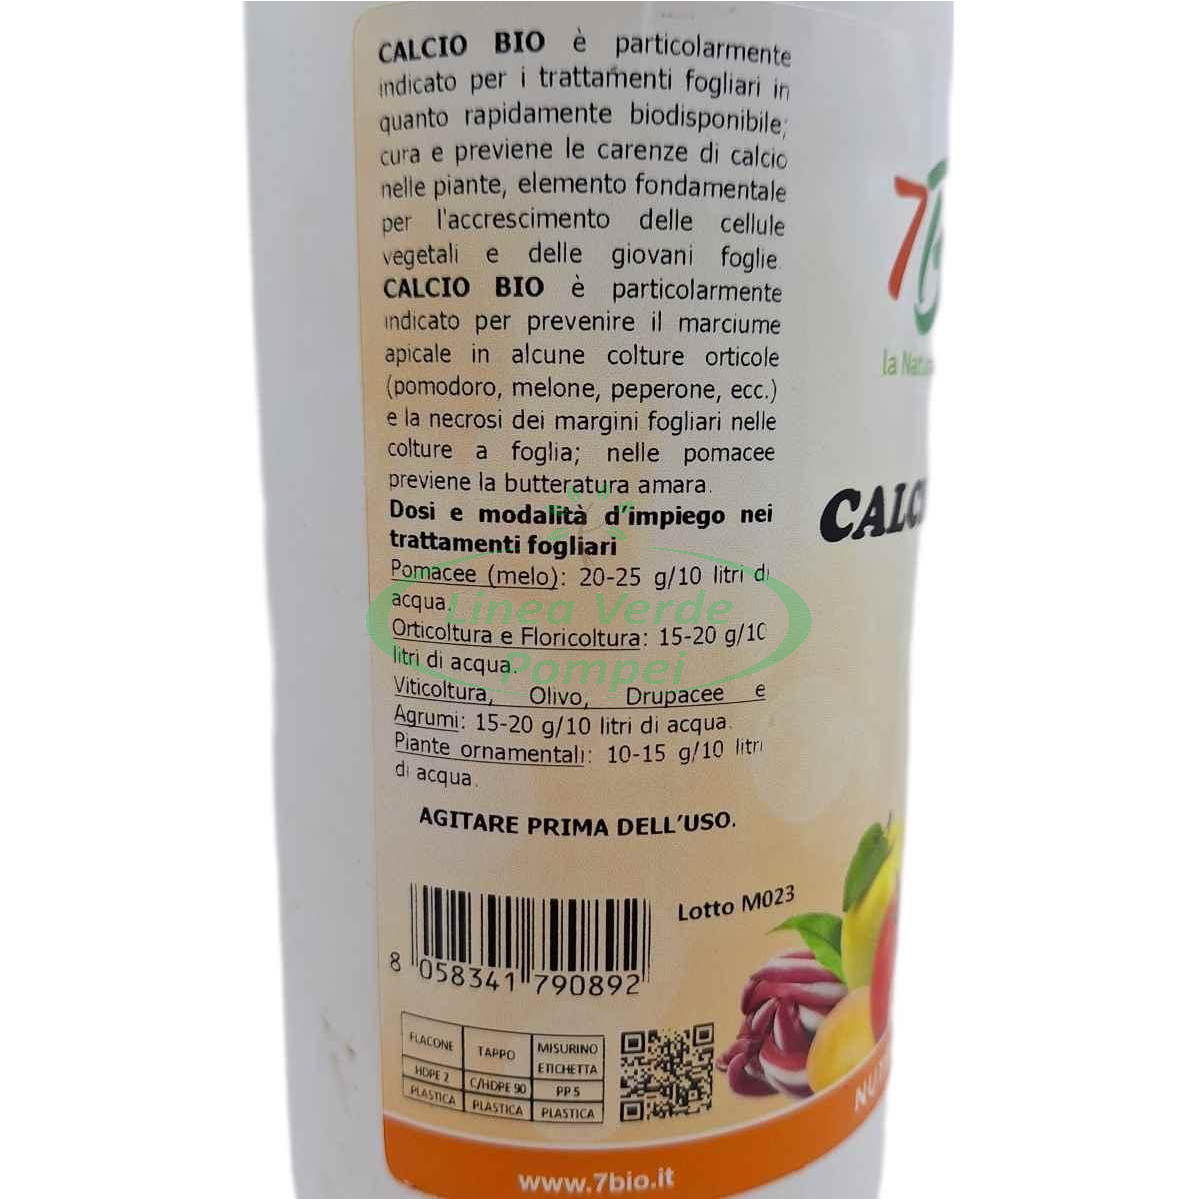 CALCIO BIO è particolarmente
indicato per i trattamenti fogliari in
quanto rapidamente biodisponibile;
cura e previene le carenze di calcio
nelle piante, elemento fondamentale
per l'accrescimento delle cellule
vegetali e delle giovani foglie.
CALCIO BIO è particolarmente
indicato per prevenire il marciume
apicale in alcune colture orticole
(pomodoro, melone, peperone, ecc.)
e la necrosi dei margini fogliari nelle
colture a foglia; nelle pomacee
previene la butteratura amara.
Dosi e modalità d'impiego nei
trattamenti fogliari
Pomacee (melo): 20-25 g/10 litri di
acqua.
Orticoltura e Floricoltura: 15-20 g/10
litri di acqua.
Viticoltura, Olivo, Drupacee e
Agrumi: 15-20 g/10 litri di acqua.
Piante ornamentali: 10-15 g/10 litri
di acqua.
AGITARE PRIMA DELL'USO.
Lotto M023
8 058341 790892
FLACONE TAPPO MISURINO ETICHETTA
HDPE 2 C/HDPE 90 PP 5
PLASTICA PLASTICA PLASTICA
www.7bio.it
7
la
Linea Verde
Pompei